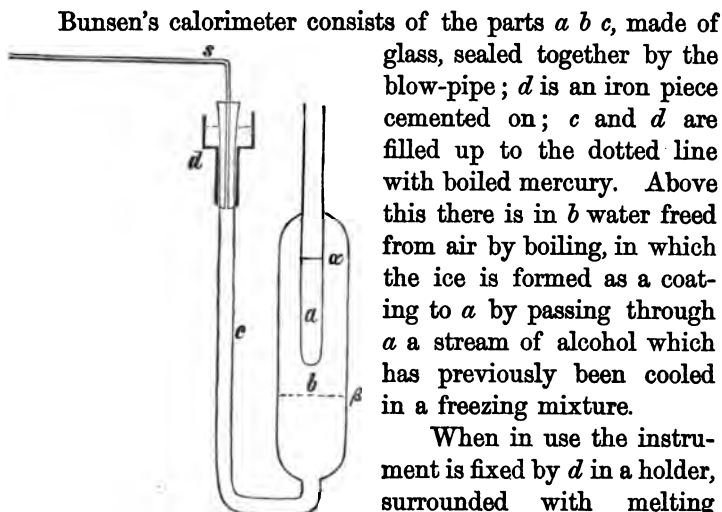 Bunsen's calorimeter consists of the parts a b c, made of
glass, sealed together by the
blow-pipe; d is an iron piece
cemented on; c and d are
filled up to the dotted line
with boiled mercury. Above
this there is in b water freed
from air by boiling, in which
the ice is formed as a coat-
ing to a by passing through
a a stream of alcohol which
has previously been cooled
in a freezing mixture.
When in use the instru-
ment is fixed by d in a holder,
surrounded with melting
s
d
α
a
c
b
β